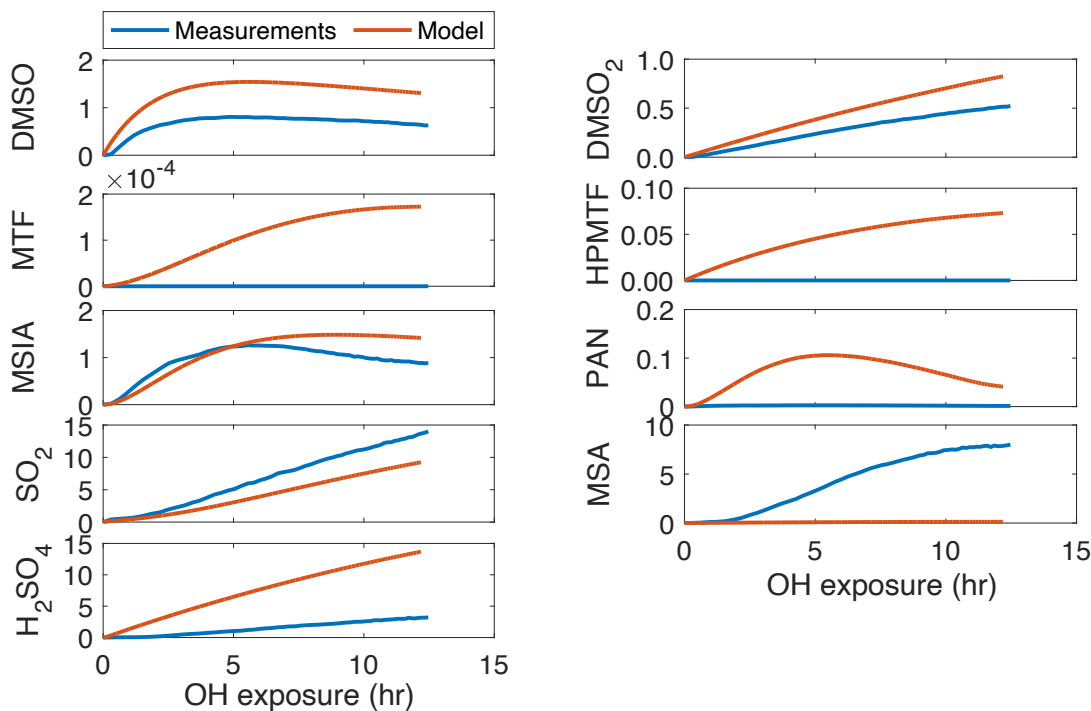 Measurements Model
DMSO
2
1
0
×10⁻⁴
MTF
2
1
0
MSIA
2
1
0
SO₂
15
10
5
0
H₂SO₄
15
10
5
0
0 5 10 15
OH exposure (hr)
DMSO₂
1.0
0.5
0.0
HPMTF
0.10
0.05
0.00
PAN
0.2
0.1
0
MSA
10
5
0
0 5 10 15
OH exposure (hr)